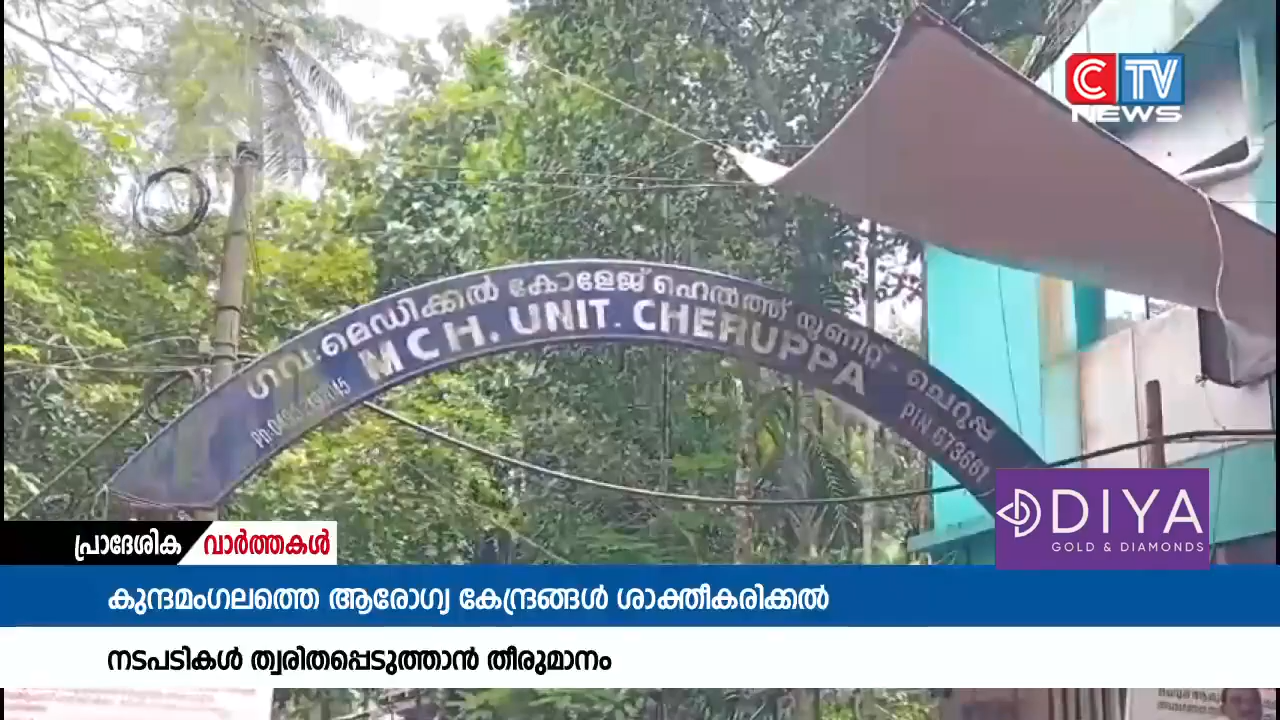 CTV
NEWS
ഗവ: മെഡിക്കൽ കോളേജ് ഹെൽത്ത് യൂണിറ്റ് - ചെറൂപ്പ
MCH. UNIT. CHERUPPA
PIN 673661
DIYA
GOLD & DIAMONDS
പ്രാദേശിക വാർത്തകൾ
കുന്ദമംഗലത്തെ ആരോഗ്യ കേന്ദ്രങ്ങൾ ശാക്തീകരിക്കൽ
നടപടികൾ ത്വരിതപ്പെടുത്താൻ തീരുമാനം